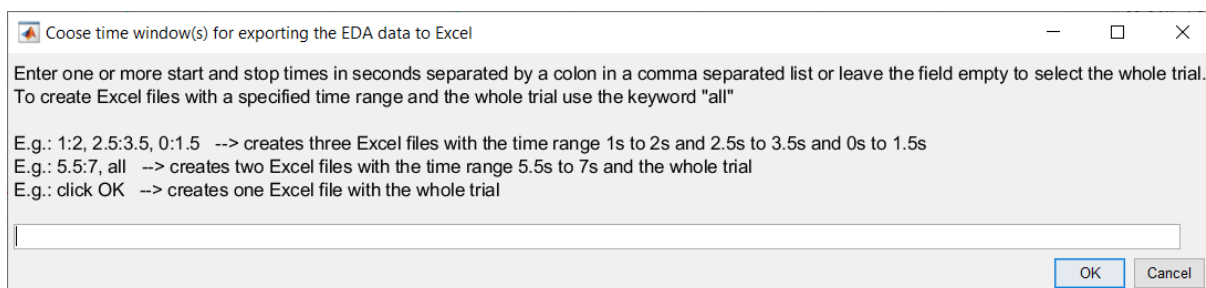 Coose time window(s) for exporting the EDA data to Excel
Enter one or more start and stop times in seconds separated by a colon in a comma separated list or leave the field empty to select the whole trial.
To create Excel files with a specified time range and the whole trial use the keyword "all"
E.g.: 1:2, 2.5:3.5, 0:1.5 --> creates three Excel files with the time range 1s to 2s and 2.5s to 3.5s and 0s to 1.5s
E.g.: 5.5:7, all --> creates two Excel files with the time range 5.5s to 7s and the whole trial
E.g.: click OK --> creates one Excel file with the whole trial
OK Cancel